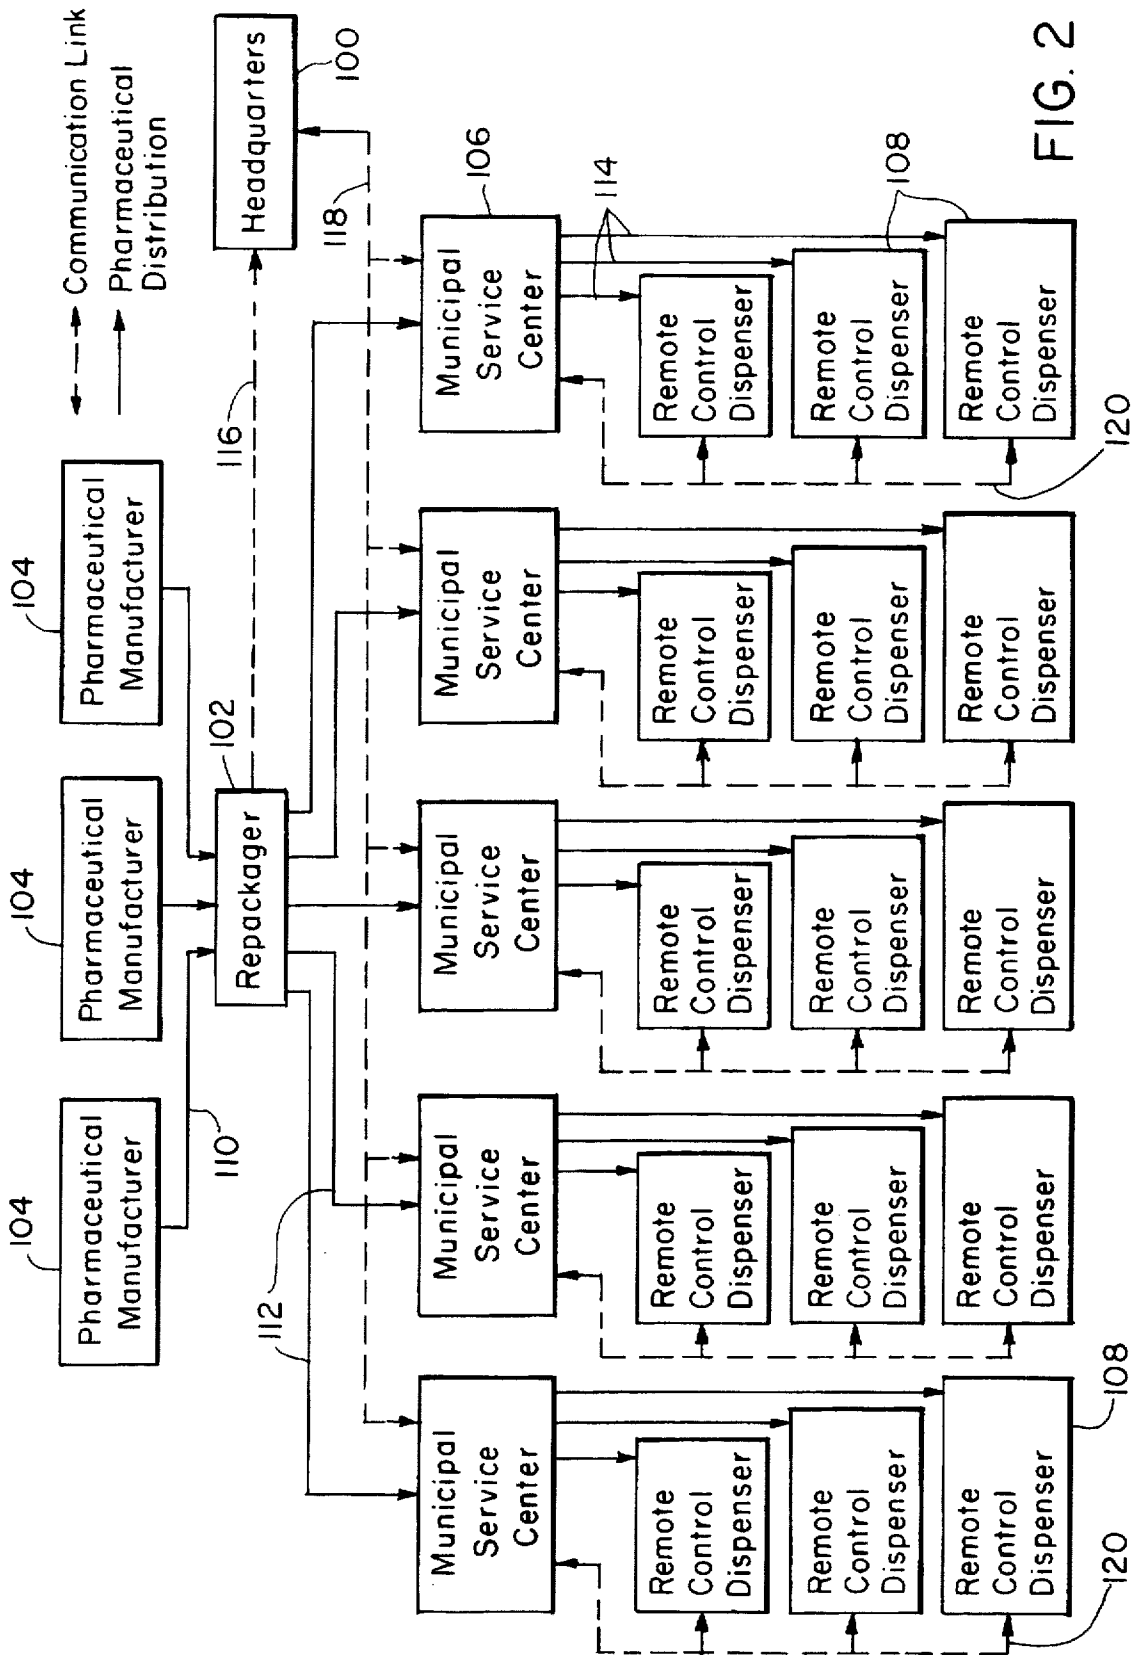 104
Pharmaceutical
Manufacturer
104
Pharmaceutical
Manufacturer
104
Pharmaceutical
Manufacturer
Communication Link
Pharmaceutical
Distribution
110
Repackager
102
116
Headquarters
100
112
118
Municipal
Service
Center
Municipal
Service
Center
Municipal
Service
Center
Municipal
Service
Center
Municipal
Service
Center
106
114
Remote
Control
Dispenser
Remote
Control
Dispenser
Remote
Control
Dispenser
Remote
Control
Dispenser
Remote
Control
Dispenser
Remote
Control
Dispenser
Remote
Control
Dispenser
Remote
Control
Dispenser
Remote
Control
Dispenser
Remote
Control
Dispenser
108
Remote
Control
Dispenser
Remote
Control
Dispenser
Remote
Control
Dispenser
Remote
Control
Dispenser
Remote
Control
Dispenser
120
108
120
FIG. 2